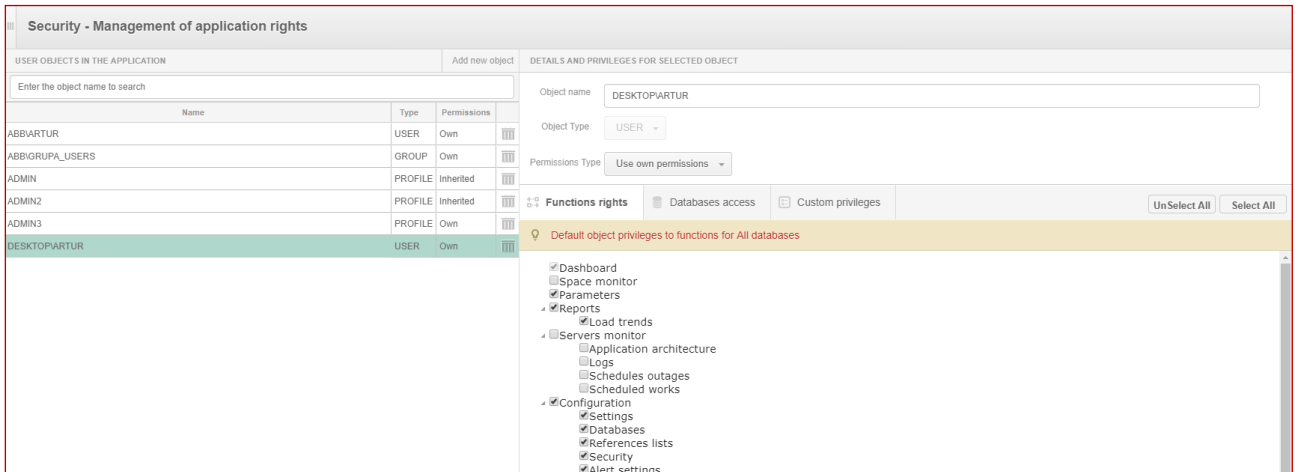 Security - Management of application rights
USER OBJECTS IN THE APPLICATION
Add new object
Enter the object name to search
Name Type Permissions
ABB\ARTUR USER Own
ABB\GRUPA_USERS GROUP Own
ADMIN PROFILE Inherited
ADMIN2 PROFILE Inherited
ADMIN3 PROFILE Own
DESKTOP\ARTUR USER Own
DETAILS AND PRIVILEGES FOR SELECTED OBJECT
Object name DESKTOP\ARTUR
Object Type USER
Permissions Type Use own permissions
Functions rights Databases access Custom privileges UnSelect All Select All
Default object privileges to functions for All databases
Dashboard
Space monitor
Parameters
Reports
Load trends
Servers monitor
Application architecture
Logs
Schedules outages
Scheduled works
Configuration
Settings
Databases
References lists
Security
Alert settings